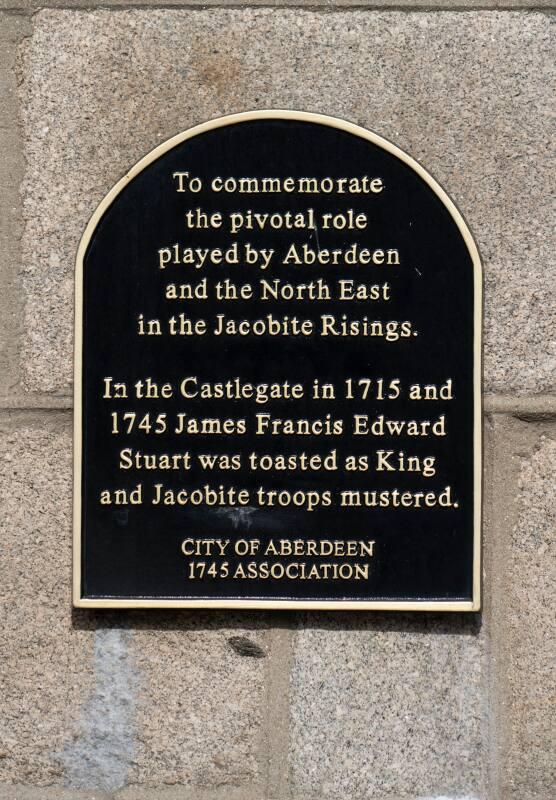 To commemorate
the pivotal role
played by Aberdeen
and the North East
in the Jacobite Risings.
In the Castlegate in 1715 and
1745 James Francis Edward
Stuart was toasted as King
and Jacobite troops mustered.
CITY OF ABERDEEN
1745 ASSOCIATION